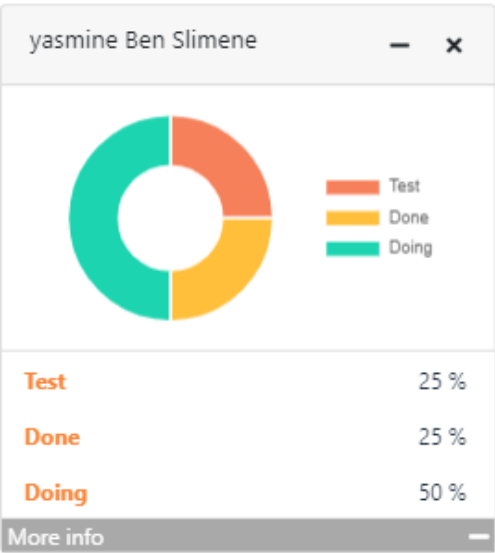 yasmine Ben Slimene
Test
Done
Doing
Test 25 %
Done 25 %
Doing 50 %
More info